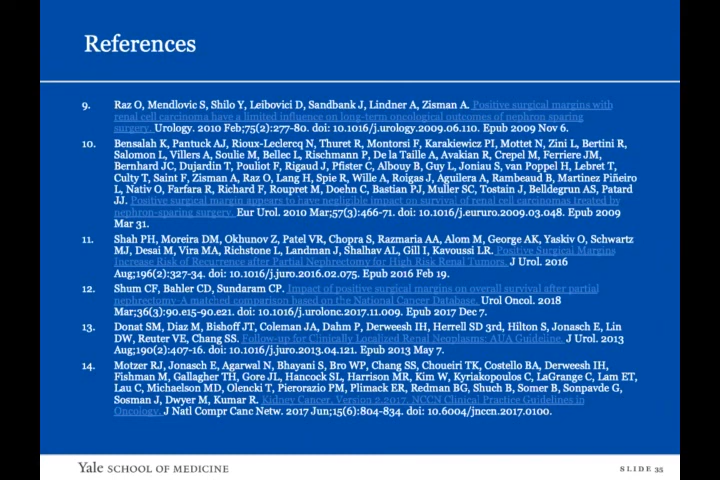 References
9. Raz O, Mendlovic S, Shilo Y, Leibovici D, Sandbank J, Lindner A, Zisman A. Positive surgical margins with
renal cell carcinoma have a limited influence on long-term oncological outcomes of nephron sparing
surgery. Urology. 2010 Feb;75(2):277-80. doi: 10.1016/j.urology.2009.06.110. Epub 2009 Nov 6.
10. Bensalah K, Pantuck AJ, Rioux-Leclercq N, Thuret R, Montorsi F, Karakiewicz PI, Mottet N, Zini L, Bertini R,
Salomon L, Villers A, Soulie M, Bellec L, Rischmann P, De la Taille A, Avakian R, Crepel M, Ferriere JM,
Bernhard JC, Dujardin T, Pouliot F, Rigaud J, Pfister C, Albouy B, Guy L, Joniau S, van Poppel H, Lebret T,
Culty T, Saint F, Zisman A, Raz O, Lang H, Spie R, Wille A, Roigas J, Aguilera A, Rambeaud B, Martinez Piñeiro
L, Nativ O, Farfara R, Richard F, Roupret M, Doehn C, Bastian PJ, Muller SC, Tostain J, Belldegrun AS, Patard
JJ. Positive surgical margin appears to have negligible impact on survival of renal cell carcinomas treated by
nephron-sparing surgery. Eur Urol. 2010 Mar;57(3):466-71. doi: 10.1016/j.eururo.2009.03.048. Epub 2009
Mar 31.
11. Shah PH, Moreira DM, Okhunov Z, Patel VR, Chopra S, Razmaria AA, Alom M, George AK, Yaskiv O, Schwartz
MJ, Desai M, Vira MA, Richstone L, Landman J, Shalhav AL, Gill I, Kavoussi LR. Positive Surgical Margins
Increase Risk of Recurrence after Partial Nephrectomy for High Risk Renal Tumors. J Urol. 2016
Aug;196(2):327-34. doi: 10.1016/j.juro.2016.02.075. Epub 2016 Feb 19.
12. Shum CF, Bahler CD, Sundaram CP. Impact of positive surgical margins on overall survival after partial
nephrectomy-A matched comparison based on the National Cancer Database. Urol Oncol. 2018
Mar;36(3):90.e15-90.e21. doi: 10.1016/j.urolonc.2017.11.009. Epub 2017 Dec 7.
13. Donat SM, Diaz M, Bishoff JT, Coleman JA, Dahm P, Derweesh IH, Herrell SD 3rd, Hilton S, Jonasch E, Lin
DW, Reuter VE, Chang SS. Follow-up for Clinically Localized Renal Neoplasms: AUA Guideline. J Urol. 2013
Aug;190(2):407-16. doi: 10.1016/j.juro.2013.04.121. Epub 2013 May 7.
14. Motzer RJ, Jonasch E, Agarwal N, Bhayani S, Bro WP, Chang SS, Choueiri TK, Costello BA, Derweesh IH,
Fishman M, Gallagher TH, Gore JL, Hancock SL, Harrison MR, Kim W, Kyriakopoulos C, LaGrange C, Lam ET,
Lau C, Michaelson MD, Olencki T, Pierorazio PM, Plimack ER, Redman BG, Shuch B, Somer B, Sonpavde G,
Sosman J, Dwyer M, Kumar R. Kidney Cancer, Version 2.2017, NCCN Clinical Practice Guidelines in
Oncology. J Natl Compr Canc Netw. 2017 Jun;15(6):804-834. doi: 10.6004/jnccn.2017.0100.
Yale SCHOOL OF MEDICINE
SLIDE 35